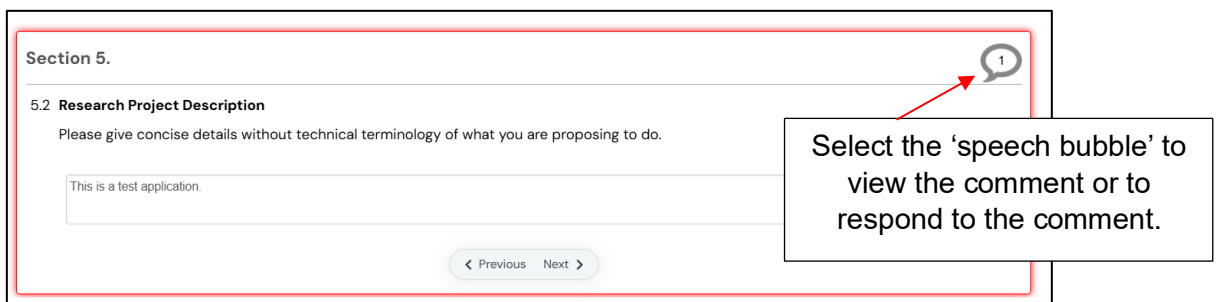 Section 5.
1
5.2 Research Project Description
Please give concise details without technical terminology of what you are proposing to do.
This is a test application.
Select the ‘speech bubble’ to
view the comment or to
respond to the comment.
Previous Next